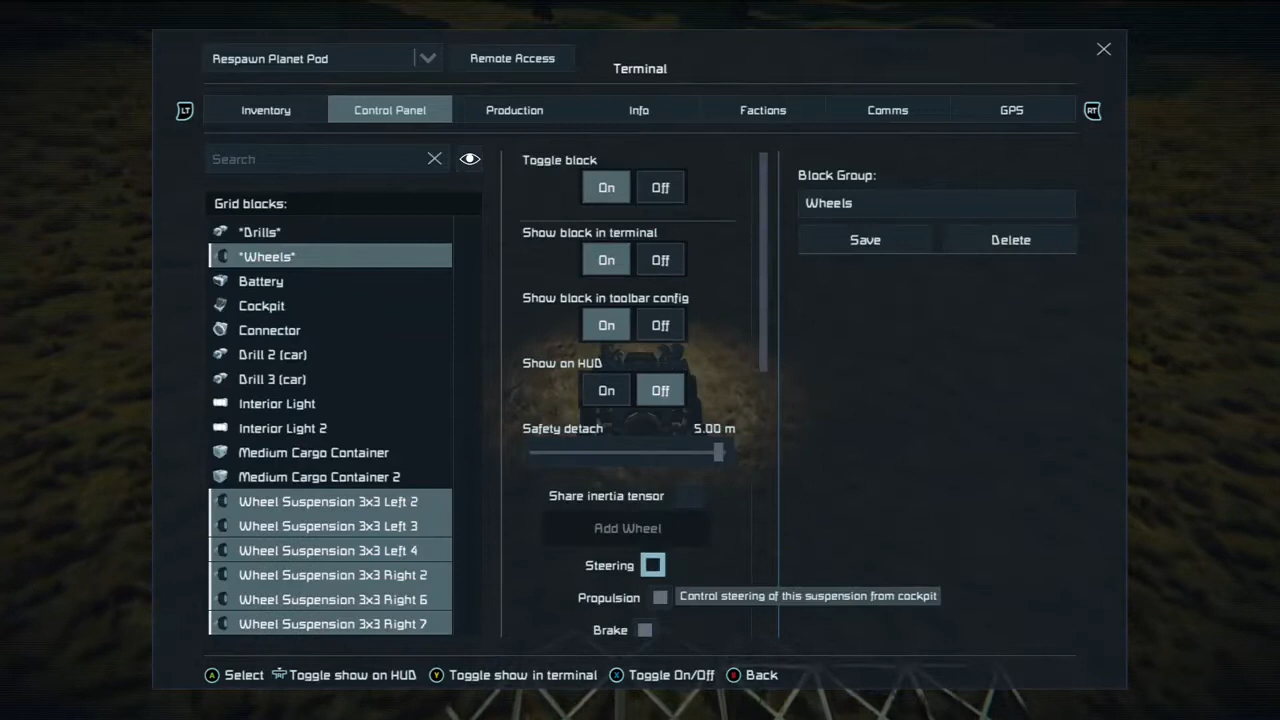 Respawn Planet Pod
Remote Access
Terminal
LT
Inventory
Control Panel
Production
Info
Factions
Comms
GPS
RT
Search
Grid blocks:
*Drills*
*Wheels*
Battery
Cockpit
Connector
Drill 2 (car)
Drill 3 (car)
Interior Light
Interior Light 2
Medium Cargo Container
Medium Cargo Container 2
Wheel Suspension 3x3 Left 2
Wheel Suspension 3x3 Left 3
Wheel Suspension 3x3 Left 4
Wheel Suspension 3x3 Right 2
Wheel Suspension 3x3 Right 6
Wheel Suspension 3x3 Right 7
Toggle block
On Off
Show block in terminal
On Off
Show block in toolbar config
On Off
Show on HUD
On Off
Safety detach 5.00 m
Share inertia tensor
Add Wheel
Steering
Propulsion
Control steering of this suspension from cockpit
Brake
Block Group:
Wheels
Save Delete
A Select Toggle show on HUD Y Toggle show in terminal X Toggle On/Off B Back